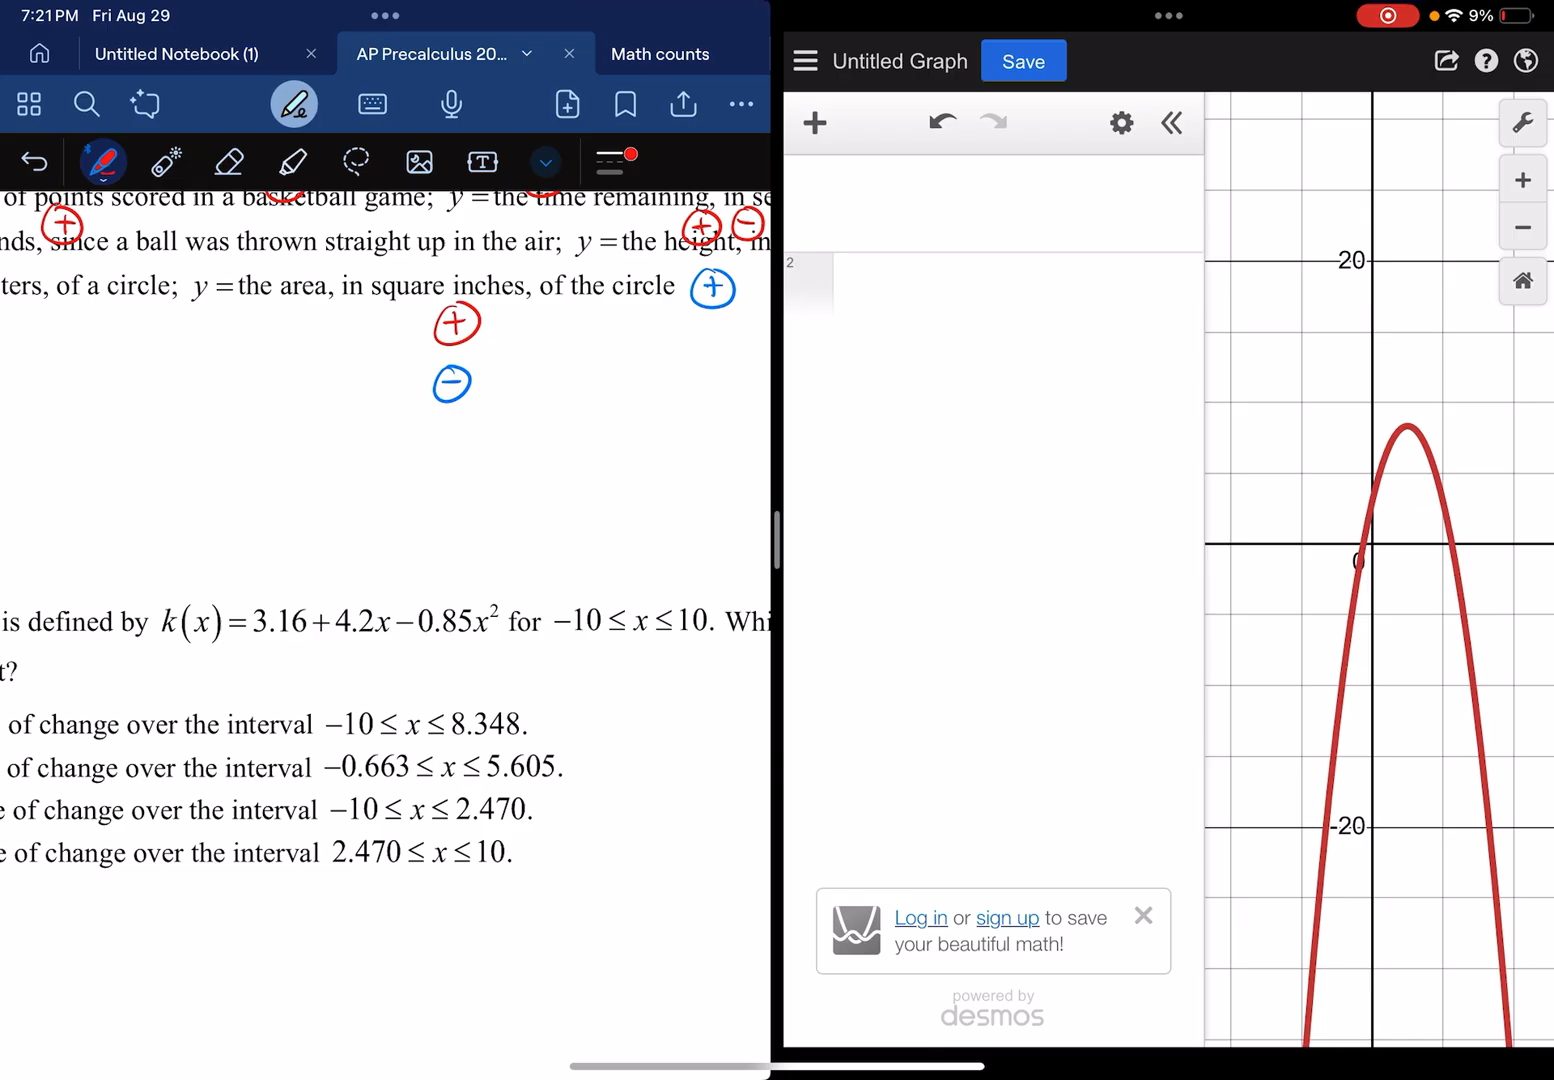 7:21 PM Fri Aug 29
9%
Untitled Notebook (1)
AP Precalculus 20...
Math counts
Untitled Graph
Save
T
of points scored in a basketball game; y = the time remaining, in se
+
+
−
nds, since a ball was thrown straight up in the air; y = the height, in
ters, of a circle; y = the area, in square inches, of the circle
+
+
−
is defined by k(x) = 3.16 + 4.2x − 0.85x² for −10 ≤ x ≤ 10. Whi
t?
of change over the interval −10 ≤ x ≤ 8.348.
of change over the interval −0.663 ≤ x ≤ 5.605.
e of change over the interval −10 ≤ x ≤ 2.470.
e of change over the interval 2.470 ≤ x ≤ 10.
2
20
0
-20
Log in or sign up to save
your beautiful math!
powered by
desmos